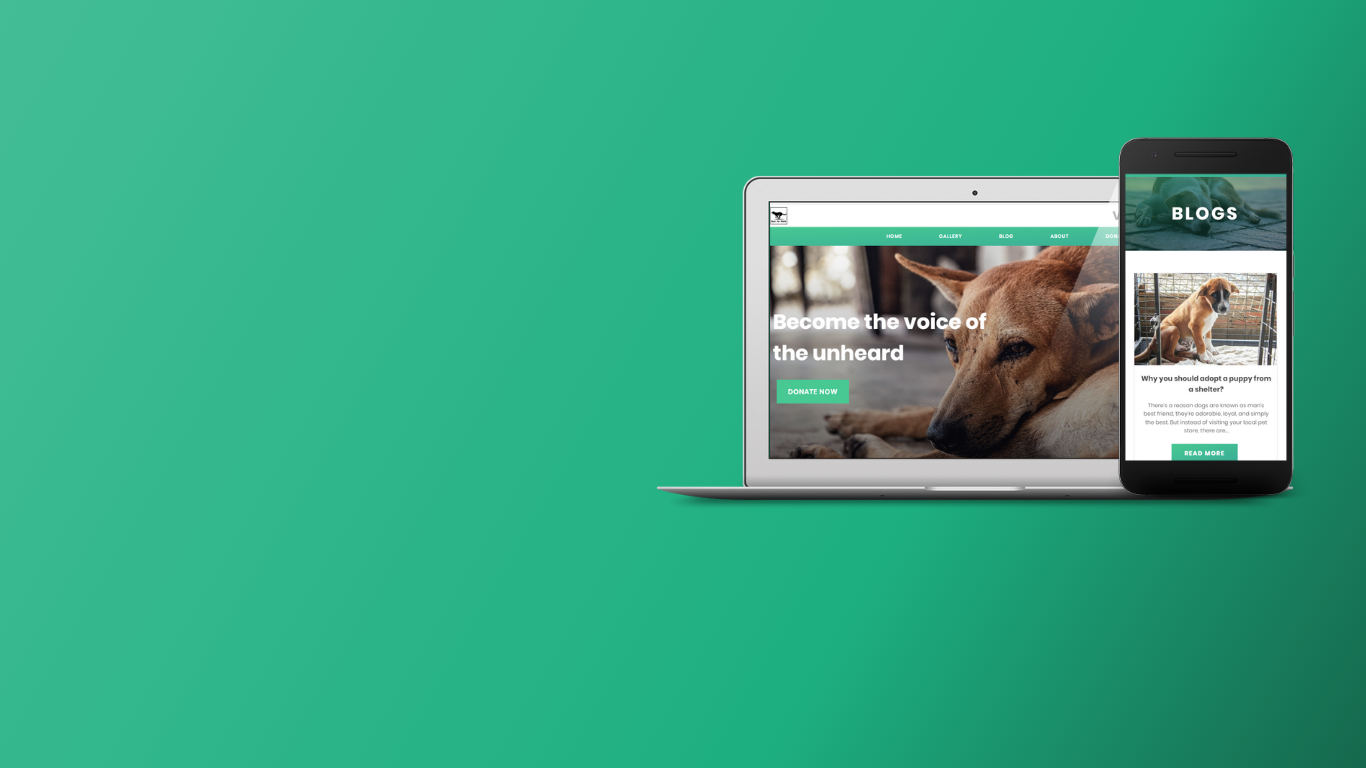 HOME GALLERY BLOG ABOUT
Become the voice of
the unheard
DONATE NOW
BLOGS
Why you should adopt a puppy from
a shelter?
There's a reason dogs are known as man's
best friend, they're adorable, loyal, and simply
the best. But instead of visiting your local pet
store, there are...
READ MORE